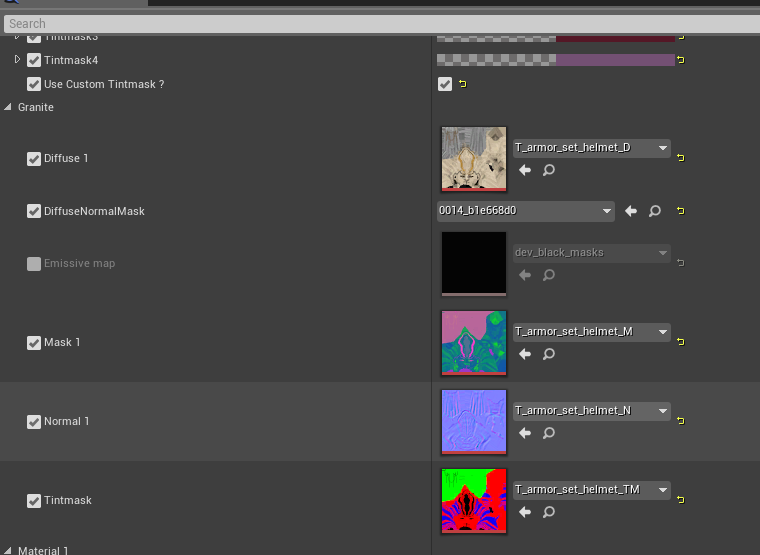 Search
Tintmask3
Tintmask4
Use Custom Tintmask ?
Granite
Diffuse 1
T_armor_set_helmet_D
DiffuseNormalMask
0014_b1e668d0
Emissive map
dev_black_masks
Mask 1
T_armor_set_helmet_M
Normal 1
T_armor_set_helmet_N
Tintmask
T_armor_set_helmet_TM
Material 1